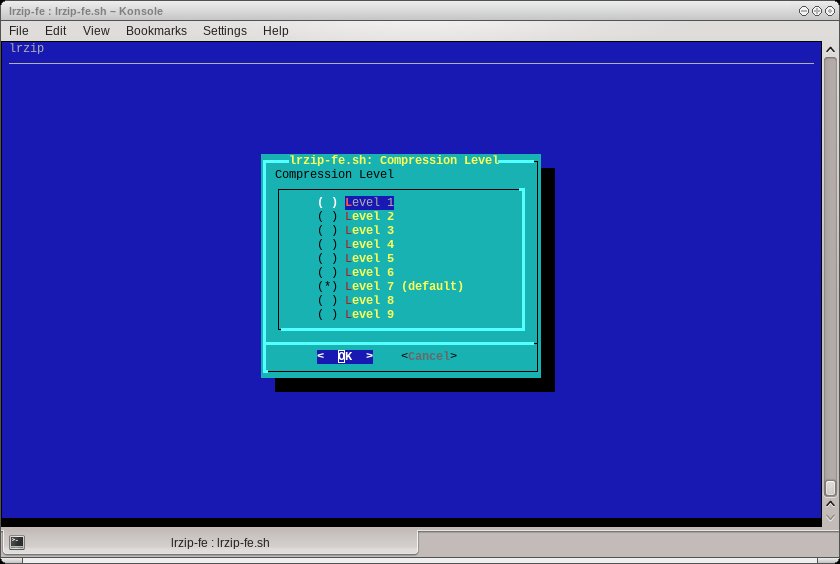 lrzip-fe : lrzip-fe.sh – Konsole
File Edit View Bookmarks Settings Help
lrzip
lrzip-fe.sh: Compression Level
Compression Level
( ) Level 1
( ) Level 2
( ) Level 3
( ) Level 4
( ) Level 5
( ) Level 6
(*) Level 7 (default)
( ) Level 8
( ) Level 9
<  OK  > <Cancel>
lrzip-fe : lrzip-fe.sh